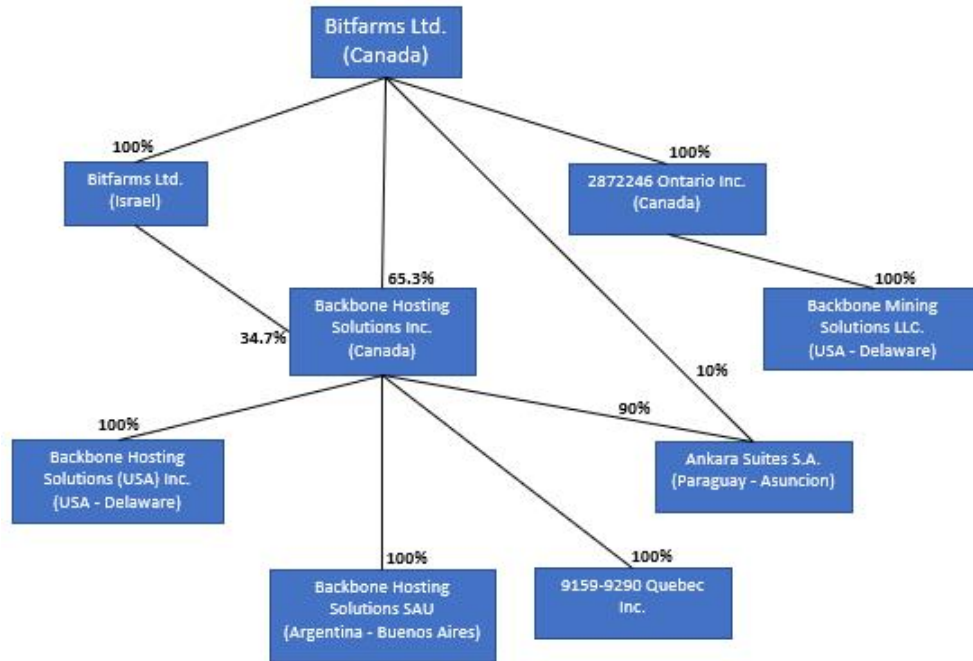 Bitfarms Ltd.
(Canada)
100%
100%
Bitfarms Ltd.
(Israel)
2872246 Ontario Inc.
(Canada)
65.3%
100%
34.7%
Backbone Hosting
Solutions Inc.
(Canada)
Backbone Mining
Solutions LLC.
(USA - Delaware)
10%
90%
100%
Backbone Hosting
Solutions (USA) Inc.
(USA - Delaware)
Ankara Suites S.A.
(Paraguay - Asuncion)
100%
100%
Backbone Hosting
Solutions SAU
(Argentina - Buenos Aires)
9159-9290 Quebec
Inc.